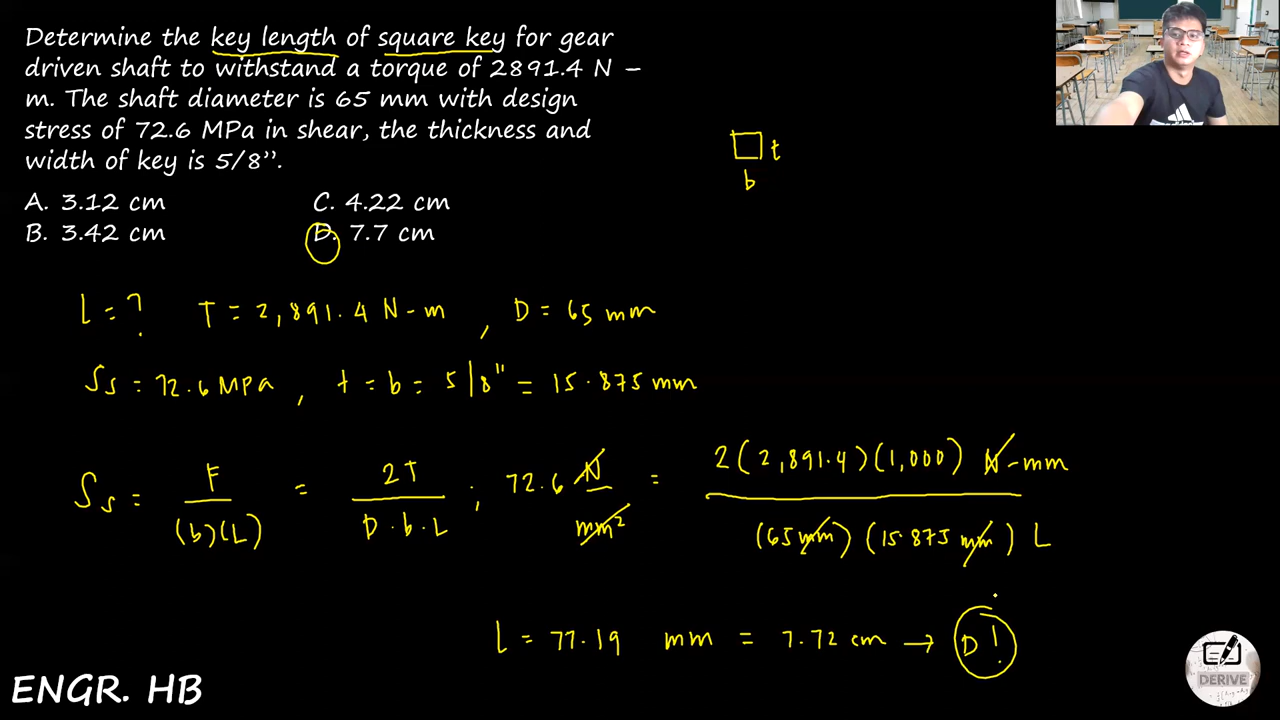 Determine the key length of square key for gear
driven shaft to withstand a torque of 2891.4 N –
m. The shaft diameter is 65 mm with design
stress of 72.6 MPa in shear, the thickness and
width of key is 5/8”.
A. 3.12 cm C. 4.22 cm
B. 3.42 cm D. 7.7 cm
t
b
L = ? T = 2,891.4 N-m , D = 65 mm
Ss = 72.6 MPa , t = b = 5/8" = 15.875 mm
Ss = F / (b)(L) = 2T / D·b·L ; 72.6 N/mm² = 2(2,891.4)(1,000) N-mm / (65mm)(15.875mm) L
L = 77.19 mm = 7.72 cm → D!
ENGR. HB
DERIVE